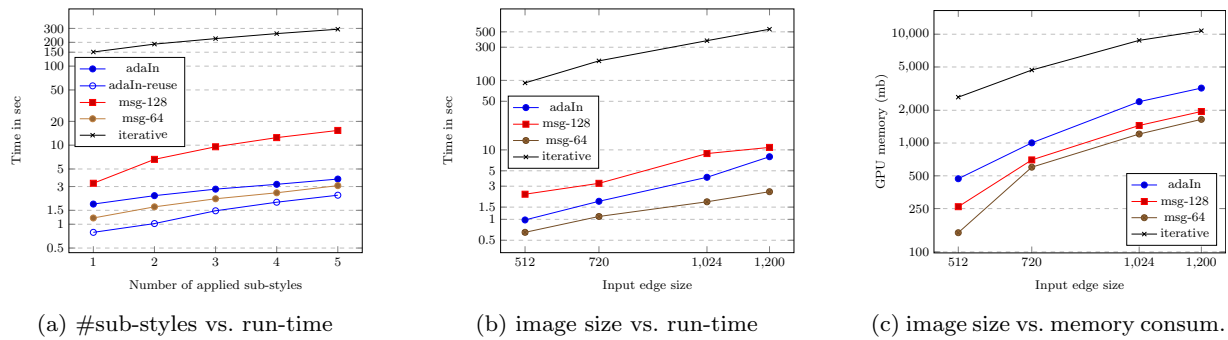 300
200
150
100
50
20
10
5
3
1.5
1
0.5
Time in sec
adaIn
adaIn-reuse
msg-128
msg-64
iterative
1 2 3 4 5
Number of applied sub-styles
(a) #sub-styles vs. run-time
500
300
100
50
10
5
3
1.5
1
0.5
Time in sec
adaIn
msg-128
msg-64
iterative
512 720 1,024 1,200
Input edge size
(b) image size vs. run-time
10,000
5,000
2,000
1,000
500
250
100
GPU memory (mb)
adaIn
msg-128
msg-64
iterative
512 720 1,024 1,200
Input edge size
(c) image size vs. memory consum.